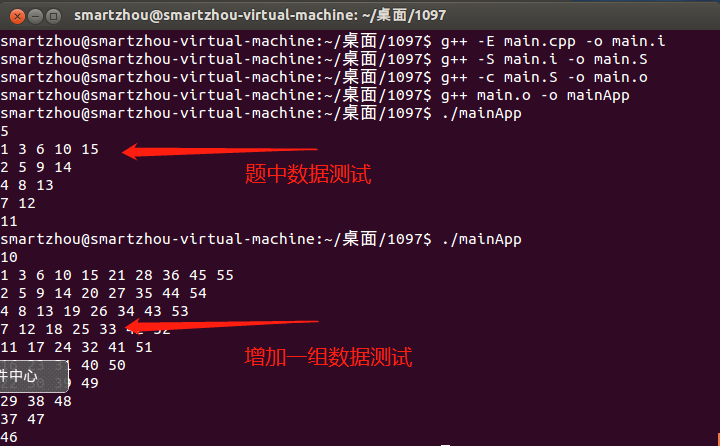 smartzhou@smartzhou-virtual-machine: ~/桌面/1097
smartzhou@smartzhou-virtual-machine:~/桌面/1097$ g++ -E main.cpp -o main.i
smartzhou@smartzhou-virtual-machine:~/桌面/1097$ g++ -S main.i -o main.S
smartzhou@smartzhou-virtual-machine:~/桌面/1097$ g++ -c main.S -o main.o
smartzhou@smartzhou-virtual-machine:~/桌面/1097$ g++ main.o -o mainApp
smartzhou@smartzhou-virtual-machine:~/桌面/1097$ ./mainApp
5
1 3 6 10 15
2 5 9 14
题中数据测试
4 8 13
7 12
11
smartzhou@smartzhou-virtual-machine:~/桌面/1097$ ./mainApp
10
1 3 6 10 15 21 28 36 45 55
2 5 9 14 20 27 35 44 54
4 8 13 19 26 34 43 53
7 12 18 25 33
11 17 24 32 41 51
增加一组数据测试
40 50
件中心
49
29 38 48
37 47
46